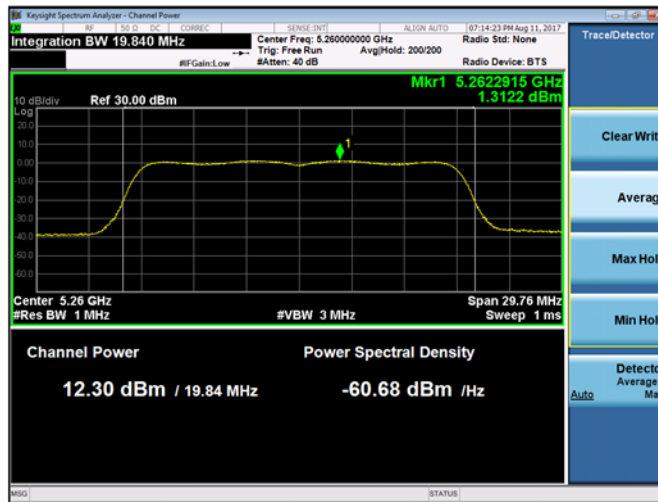 Keysight Spectrum Analyzer - Channel Power
RF 50 Ω DC CORREC SENSE:INT ALIGN AUTO 07:14:23 PM Aug 11, 2017
Integration BW 19.840 MHz
Center Freq: 5.260000000 GHz
Radio Std: None
Trig: Free Run Avg|Hold: 200/200
#IFGain:Low
#Atten: 40 dB
Radio Device: BTS
Trace/Detector
Mkr1 5.2622915 GHz
1.3122 dBm
10 dB/div Ref 30.00 dBm
Log
20.0
10.0
0.00
-10.0
-20.0
-30.0
-40.0
-50.0
-60.0
1
Center 5.26 GHz
Span 29.76 MHz
#Res BW 1 MHz
#VBW 3 MHz
Sweep 1 ms
Channel Power
Power Spectral Density
12.30 dBm / 19.84 MHz
-60.68 dBm /Hz
Clear Writ
Averag
Max Hol
Min Hol
Detecto
Average
Auto Ma
MSG
STATUS